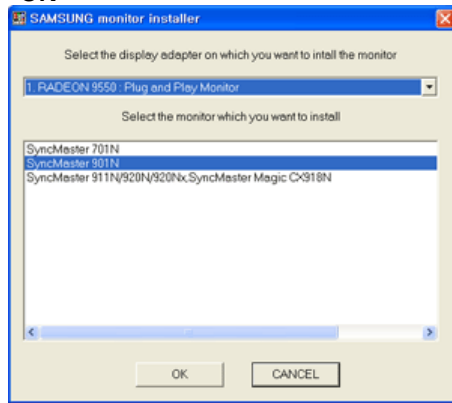 OK
SAMSUNG monitor installer
Select the display adapter on which you want to intall the monitor
1. RADEON 9550 : Plug and Play Monitor
Select the monitor which you want to install
SyncMaster 701N
SyncMaster 901N
SyncMaster 911N/920N/920Nx,SyncMaster Magic CX918N
OK CANCEL